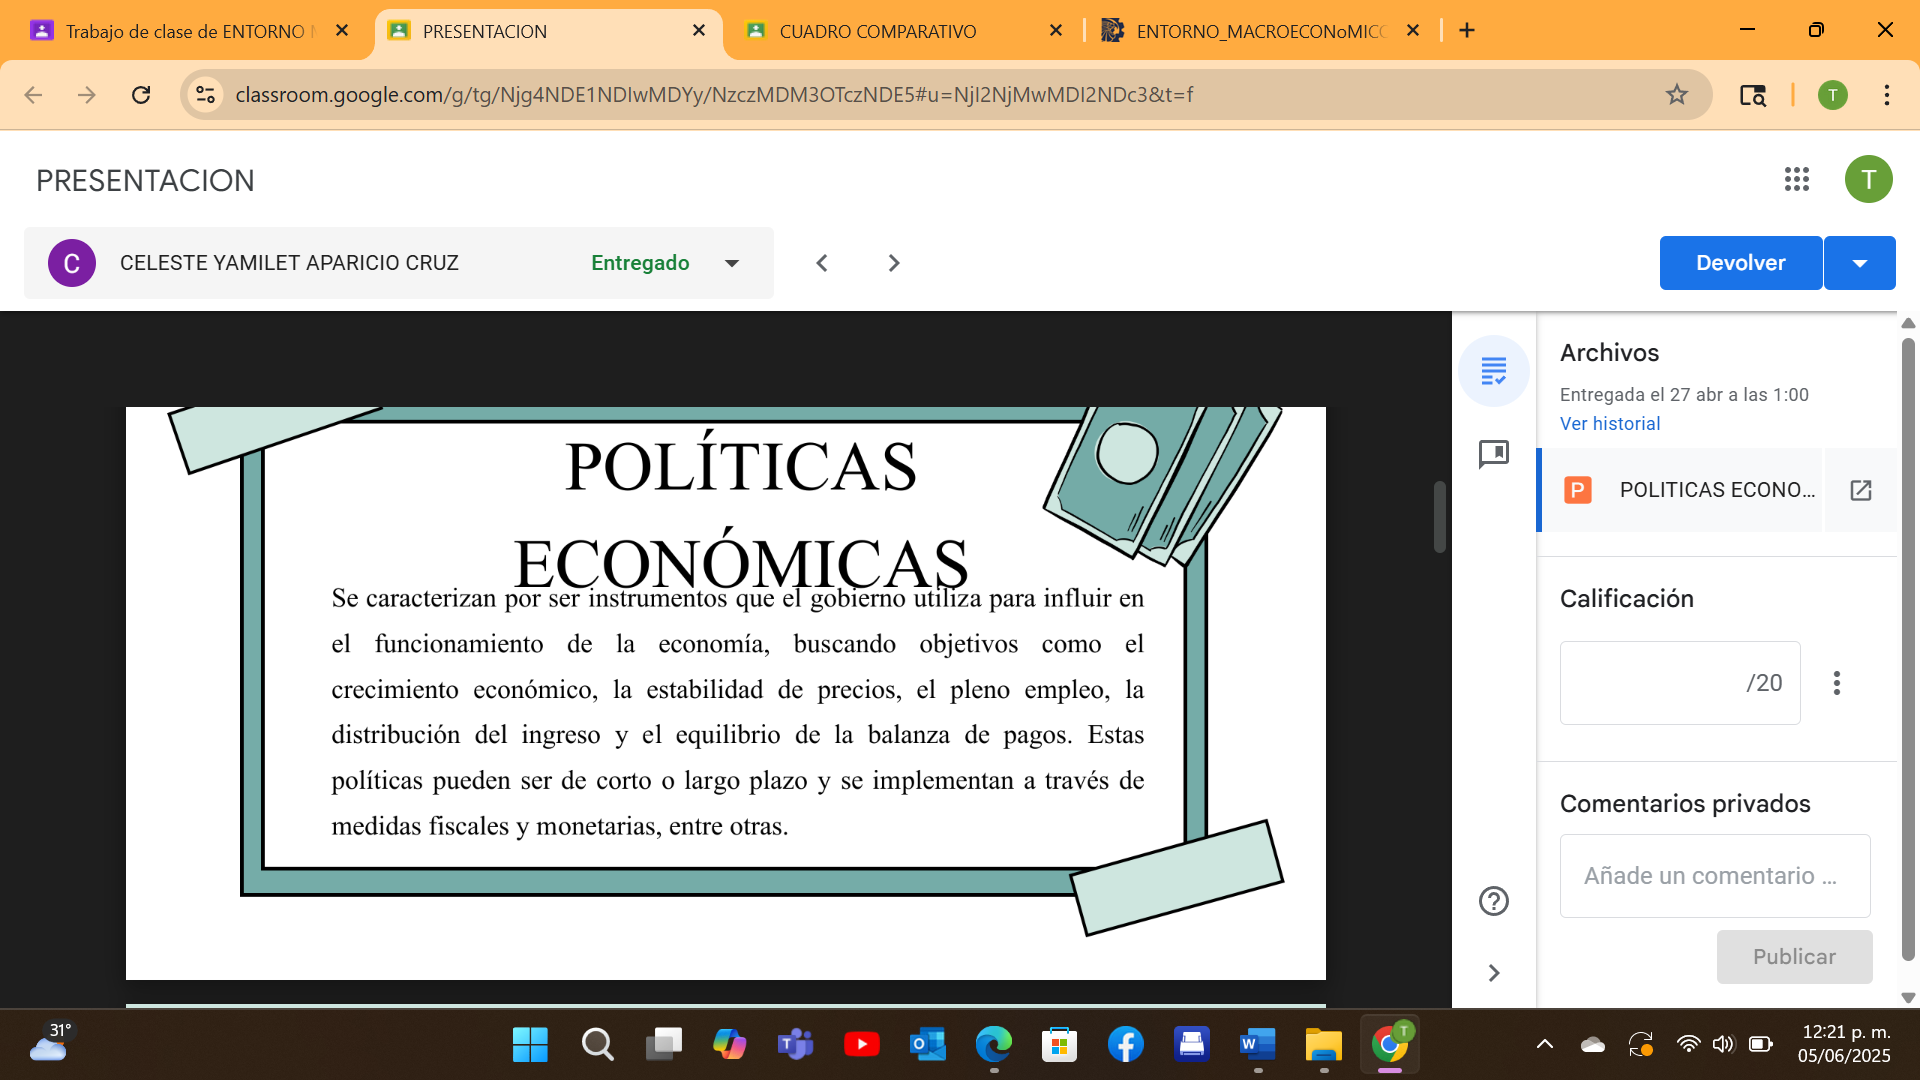 Trabajo de clase de ENTORNO
PRESENTACION
CUADRO COMPARATIVO
ENTORNO_MACROECONoMICO
classroom.google.com/g/tg/Njg4NDE1NDIwMDYy/NzczMDM3OTczNDE5#u=NjI2NjMwMDI2NDc3&t=f
T
PRESENTACION
T
C
CELESTE YAMILET APARICIO CRUZ
Entregado
Devolver
POLÍTICAS
ECONÓMICAS
Se caracterizan por ser instrumentos que el gobierno utiliza para influir en
el funcionamiento de la economía, buscando objetivos como el
crecimiento económico, la estabilidad de precios, el pleno empleo, la
distribución del ingreso y el equilibrio de la balanza de pagos. Estas
políticas pueden ser de corto o largo plazo y se implementan a través de
medidas fiscales y monetarias, entre otras.
Archivos
Entregada el 27 abr a las 1:00
Ver historial
P
POLITICAS ECONO...
Calificación
/20
Comentarios privados
Añade un comentario ...
Publicar
31°
T
12:21 p. m.
05/06/2025